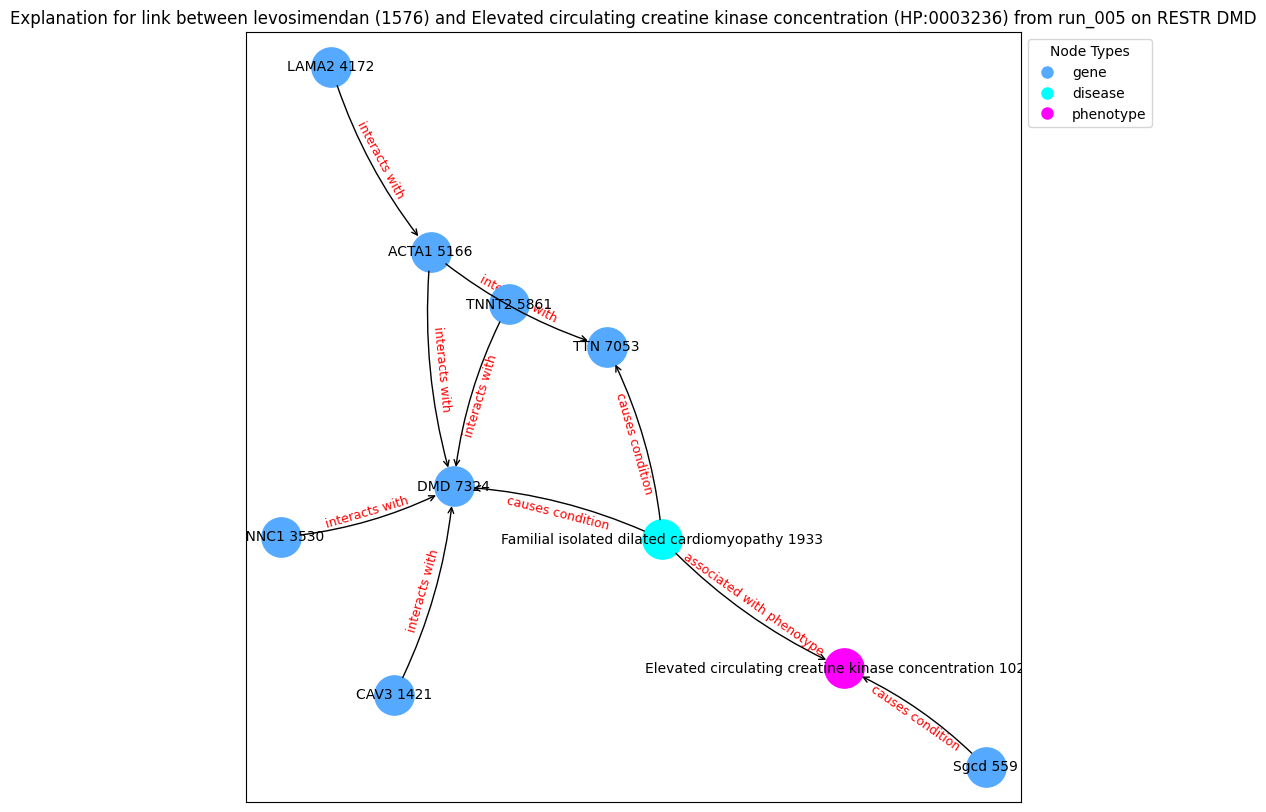 Explanation for link between levosimendan (1576) and Elevated circulating creatine kinase concentration (HP:0003236) from run_005 on RESTR DMD
Node Types
gene
disease
phenotype
LAMA2 4172
interacts with
ACTA1 5166
interacts with
TNNT2 5861
TTN 7053
interacts with
interacts with
causes condition
DMD 7324
interacts with
causes condition
NNC1 3530
Familial isolated dilated cardiomyopathy 1933
interacts with
associated with phenotype
Elevated circulating creatine kinase concentration 102
CAV3 1421
causes condition
Sgcd 559